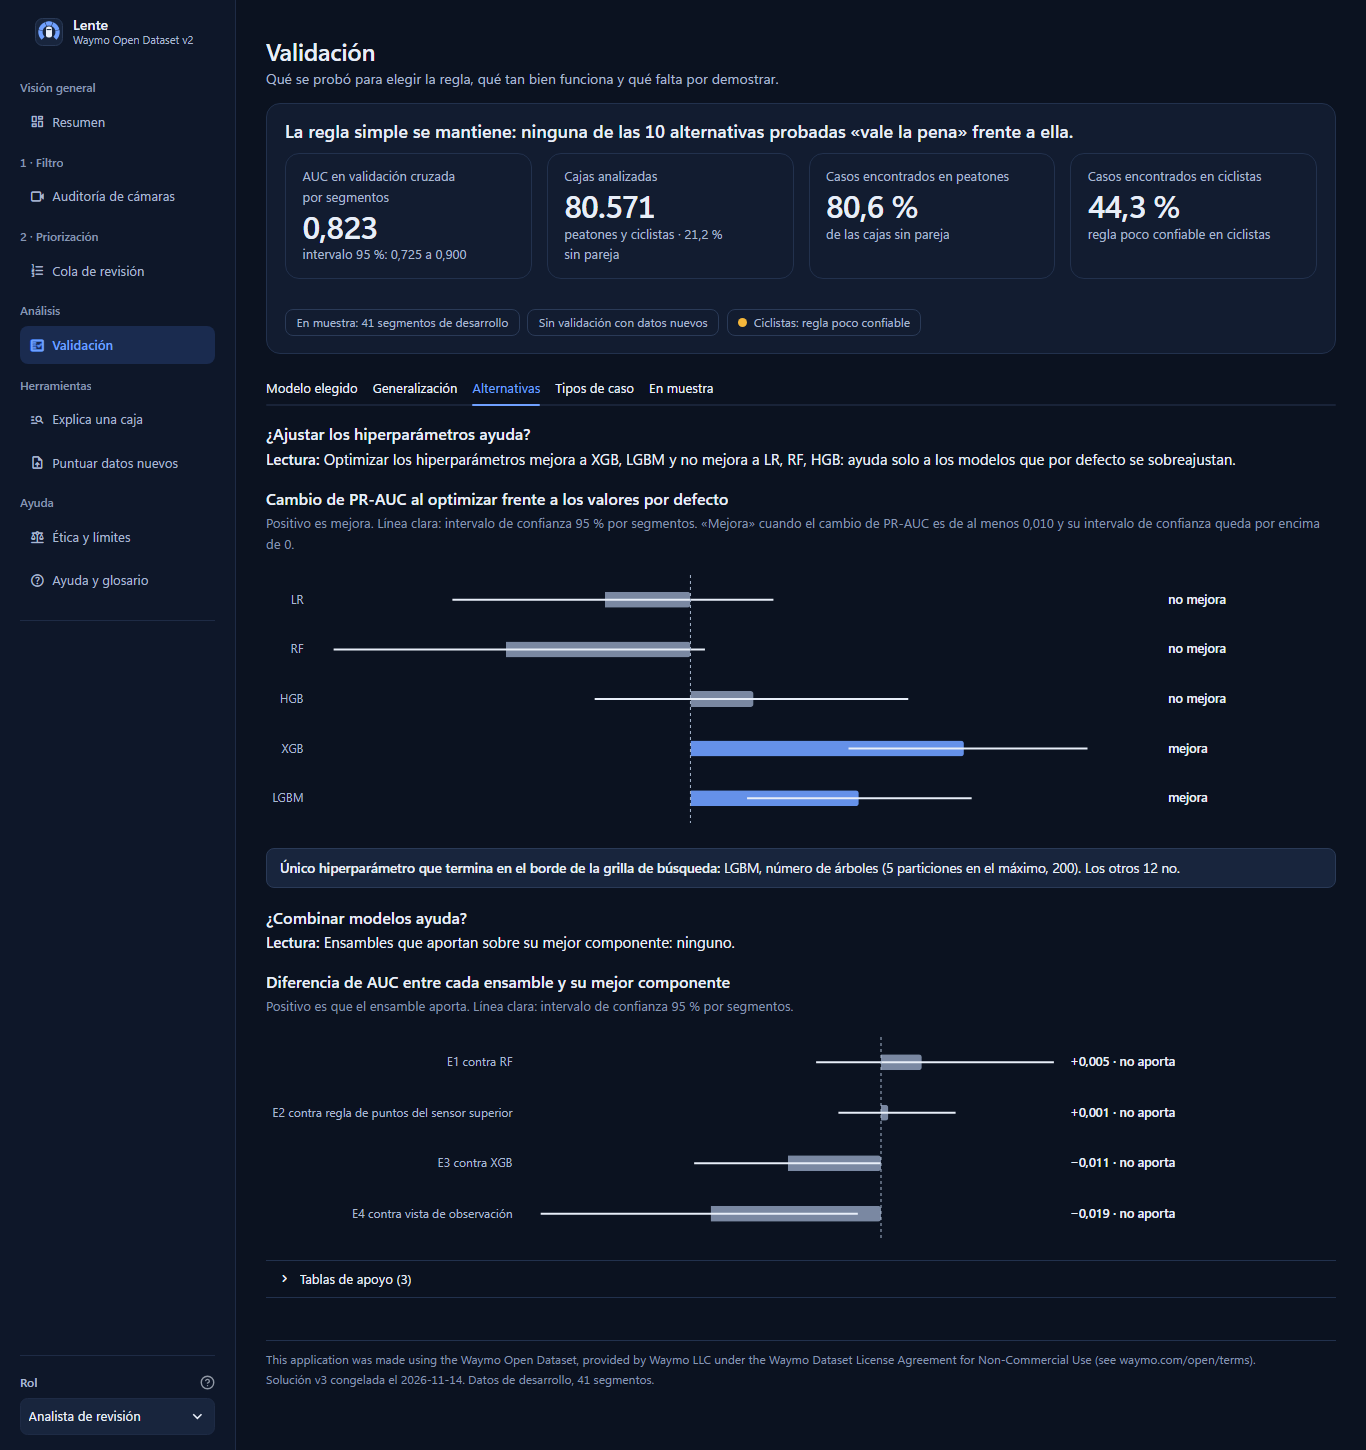 Lente
Waymo Open Dataset v2
Visión general
Resumen
1 · Filtro
Auditoría de cámaras
2 · Priorización
Cola de revisión
Análisis
Validación
Herramientas
Explica una caja
Puntuar datos nuevos
Ayuda
Ética y límites
Ayuda y glosario
Rol
Analista de revisión
Validación
Qué se probó para elegir la regla, qué tan bien funciona y qué falta por demostrar.
La regla simple se mantiene: ninguna de las 10 alternativas probadas «vale la pena» frente a ella.
AUC en validación cruzada
por segmentos
0,823
intervalo 95 %: 0,725 a 0,900
Cajas analizadas
80.571
peatones y ciclistas · 21,2 %
sin pareja
Casos encontrados en peatones
80,6 %
de las cajas sin pareja
Casos encontrados en ciclistas
44,3 %
regla poco confiable en ciclistas
En muestra: 41 segmentos de desarrollo
Sin validación con datos nuevos
Ciclistas: regla poco confiable
Modelo elegido Generalización Alternativas Tipos de caso En muestra
¿Ajustar los hiperparámetros ayuda?
Lectura: Optimizar los hiperparámetros mejora a XGB, LGBM y no mejora a LR, RF, HGB: ayuda solo a los modelos que por defecto se sobreajustan.
Cambio de PR-AUC al optimizar frente a los valores por defecto
Positivo es mejora. Línea clara: intervalo de confianza 95 % por segmentos. «Mejora» cuando el cambio de PR-AUC es de al menos 0,010 y su intervalo de confianza queda por encima
de 0.
LR no mejora
RF no mejora
HGB no mejora
XGB mejora
LGBM mejora
Único hiperparámetro que termina en el borde de la grilla de búsqueda: LGBM, número de árboles (5 particiones en el máximo, 200). Los otros 12 no.
¿Combinar modelos ayuda?
Lectura: Ensambles que aportan sobre su mejor componente: ninguno.
Diferencia de AUC entre cada ensamble y su mejor componente
Positivo es que el ensamble aporta. Línea clara: intervalo de confianza 95 % por segmentos.
E1 contra RF +0,005 · no aporta
E2 contra regla de puntos del sensor superior +0,001 · no aporta
E3 contra XGB −0,011 · no aporta
E4 contra vista de observación −0,019 · no aporta
Tablas de apoyo (3)
This application was made using the Waymo Open Dataset, provided by Waymo LLC under the Waymo Dataset License Agreement for Non-Commercial Use (see waymo.com/open/terms).
Solución v3 congelada el 2026-11-14. Datos de desarrollo, 41 segmentos.